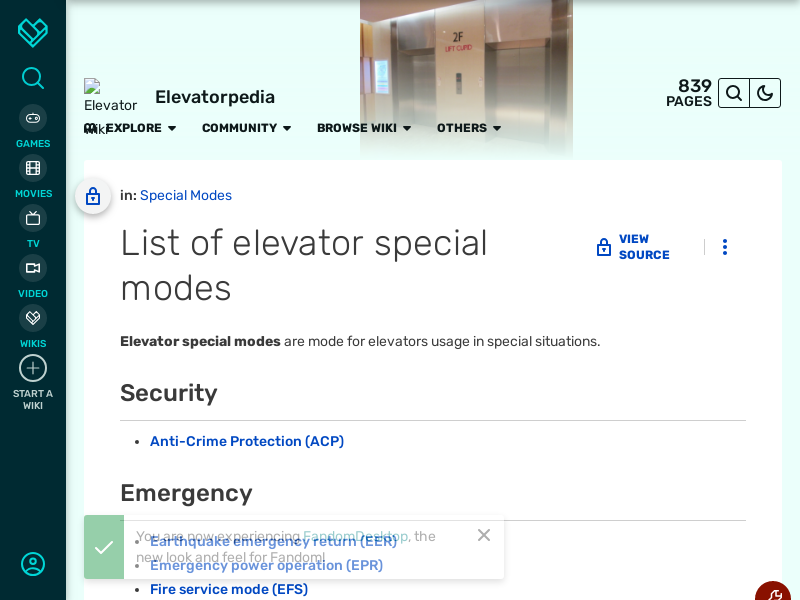 2F
LIFT CLIMB
Elevator
Wiki
Elevatorpedia
839
PAGES
EXPLORE
COMMUNITY
BROWSE WIKI
OTHERS
GAMES
MOVIES
TV
VIDEO
WIKIS
START A
WIKI
in: Special Modes
List of elevator special
modes
VIEW
SOURCE
Elevator special modes are mode for elevators usage in special situations.
Security
• Anti-Crime Protection (ACP)
Emergency
You are now experiencing FandomDesktop, the
new look and feel for Fandom!
• Earthquake emergency return (EER)
• Emergency power operation (EPR)
• Fire service mode (EFS)